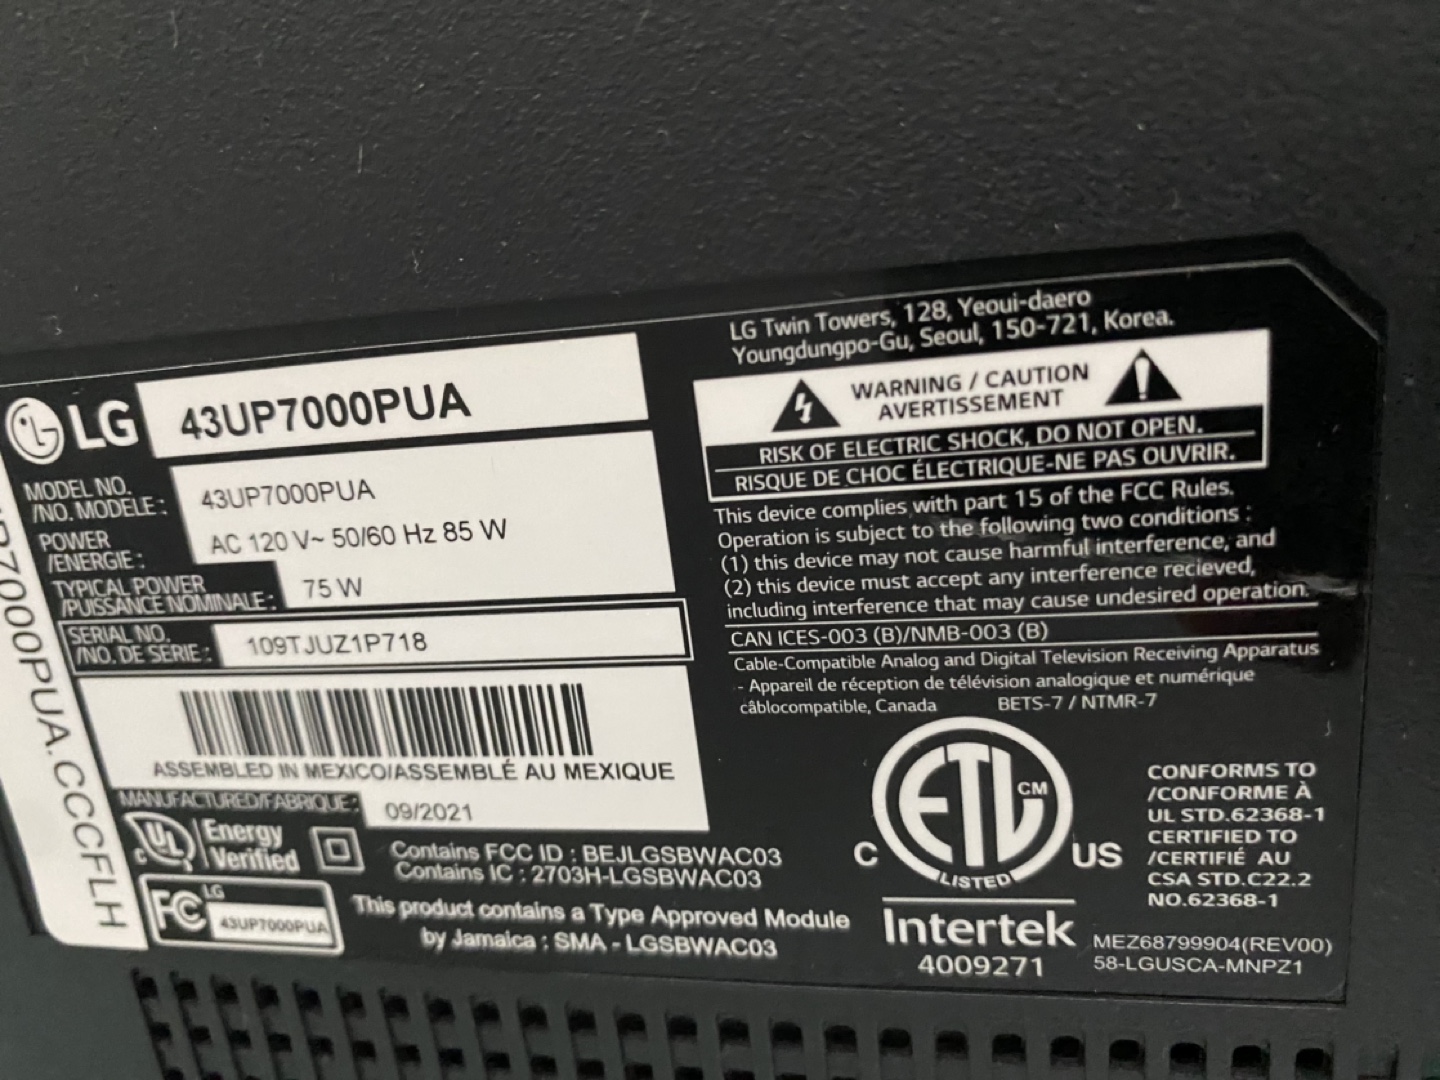 LG 43UP7000PUA
MODEL NO.
/NO. MODÈLE :
43UP7000PUA
POWER
/ÉNERGIE :
AC 120 V~ 50/60 Hz 85 W
TYPICAL POWER
/PUISSANCE NOMINALE :
75 W
SERIAL NO.
/NO. DE SÉRIE :
109TJUZ1P718
ASSEMBLED IN MEXICO/ASSEMBLÉ AU MEXIQUE
MANUFACTURED/FABRIQUÉ :
09/2021
C UL Energy
Verified
FC LG
43UP7000PUA
Contains FCC ID : BEJLGSBWAC03
Contains IC : 2703H-LGSBWAC03
This product contains a Type Approved Module
by Jamaica : SMA - LGSBWAC03
7000PUA.CCCFLH
LG Twin Towers, 128, Yeoui-daero
Youngdungpo-Gu, Seoul, 150-721, Korea.
WARNING / CAUTION
AVERTISSEMENT
RISK OF ELECTRIC SHOCK, DO NOT OPEN.
RISQUE DE CHOC ÉLECTRIQUE-NE PAS OUVRIR.
This device complies with part 15 of the FCC Rules.
Operation is subject to the following two conditions :
(1) this device may not cause harmful interference, and
(2) this device must accept any interference recieved,
including interference that may cause undesired operation.
CAN ICES-003 (B)/NMB-003 (B)
Cable-Compatible Analog and Digital Television Receiving Apparatus
- Appareil de réception de télévision analogique et numérique
câblocompatible, Canada BETS-7 / NTMR-7
C ETL CM US
LISTED
Intertek
4009271
CONFORMS TO
/CONFORME À
UL STD.62368-1
CERTIFIED TO
/CERTIFIÉ AU
CSA STD.C22.2
NO.62368-1
MEZ68799904(REV00)
58-LGUSCA-MNPZ1